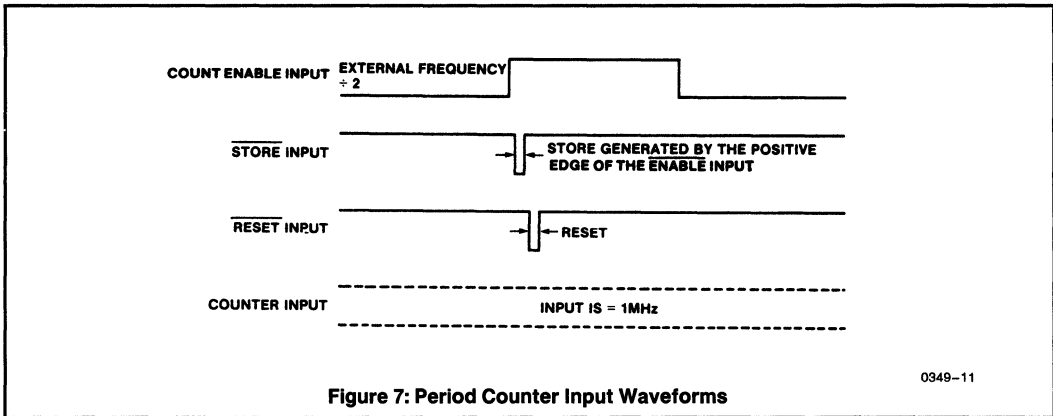 COUNT ENABLE INPUT EXTERNAL FREQUENCY
÷ 2
STORE INPUT
STORE GENERATED BY THE POSITIVE
EDGE OF THE ENABLE INPUT
RESET INPUT
RESET
COUNTER INPUT
INPUT IS = 1MHz
0349-11
Figure 7: Period Counter Input Waveforms